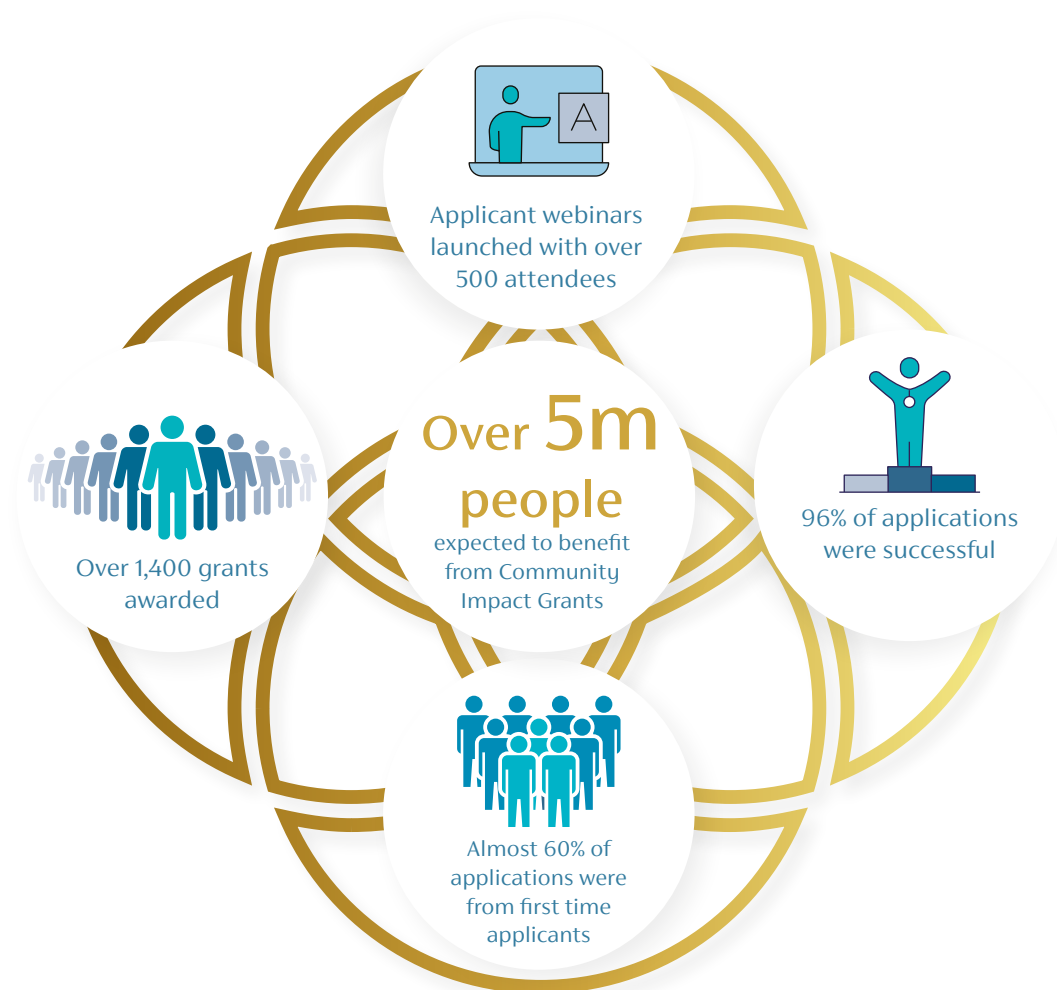 A
Applicant webinars
launched with over
500 attendees
Over 1,400 grants
awarded
Over 5m
people
expected to benefit
from Community
Impact Grants
96% of applications
were successful
Almost 60% of
applications were
from first time
applicants